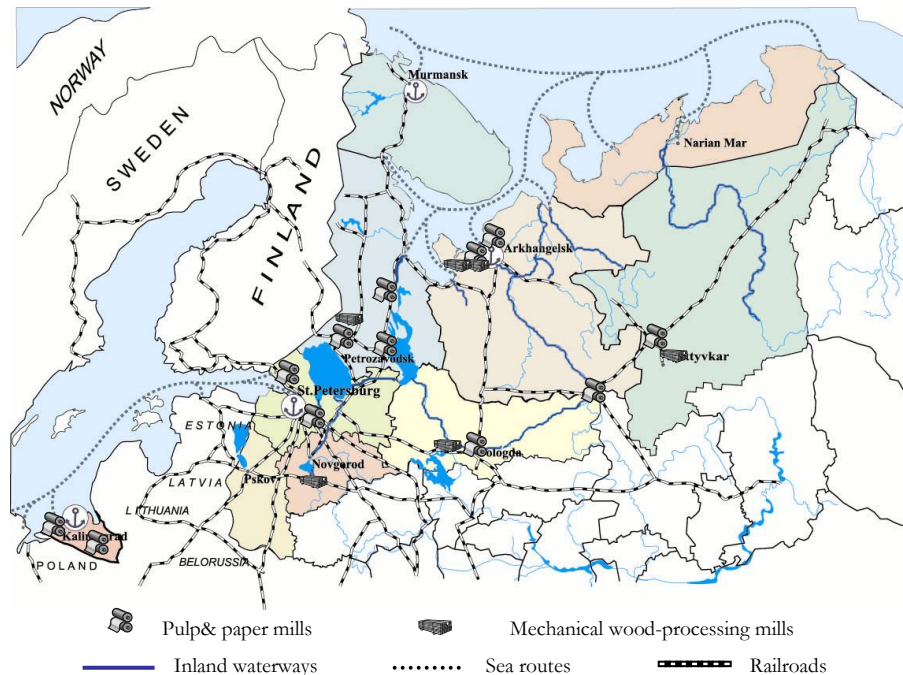 NORWAY
SWEDEN
FINLAND
Murmansk
Narian Mar
Arkhangelsk
Petrozavodsk
St.Petersburg
ESTONIA
Novgorod
Pskov
LATVIA
LITHUANIA
POLAND
BELORUSSIA
Pulp& paper mills
Mechanical wood-processing mills
Inland waterways
Sea routes
Railroads